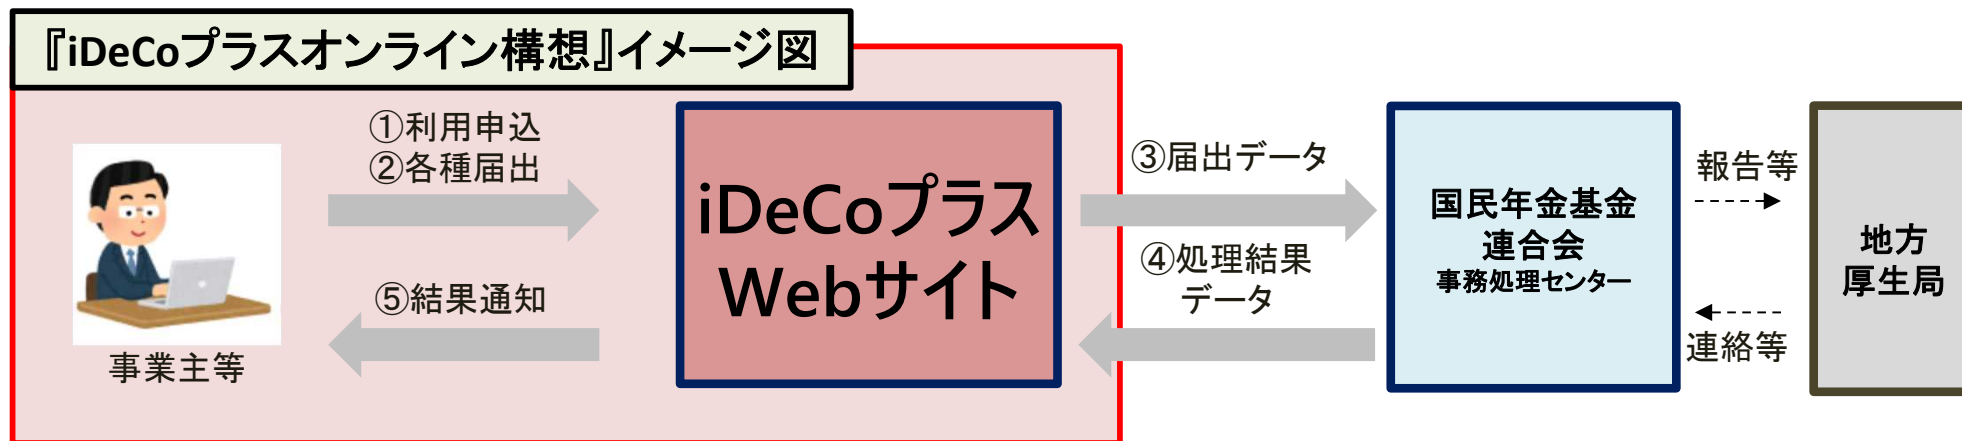 『iDeCoプラスオンライン構想』イメージ図
①利用申込
②各種届出
⑤結果通知
事業主等
iDeCoプラス
Webサイト
③届出データ
④処理結果
データ
国民年金基金
連合会
事務処理センター
報告等
連絡等
地方
厚生局